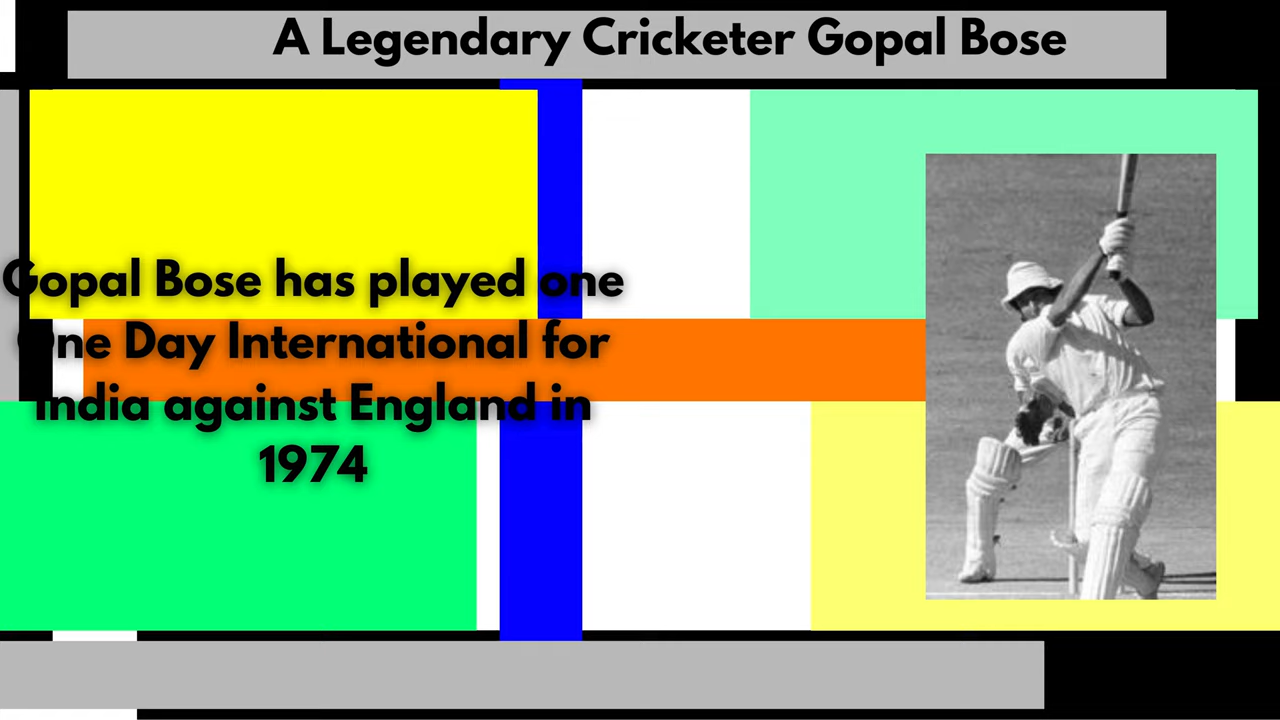 A Legendary Cricketer Gopal Bose
Gopal Bose has played one
One Day International for
India against England in
1974